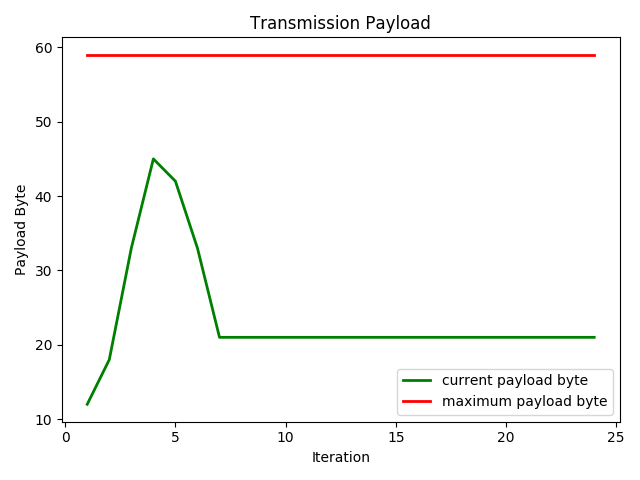 Transmission Payload
60
50
40
30
20
10
Payload Byte
0
5
10
15
20
25
Iteration
current payload byte
maximum payload byte